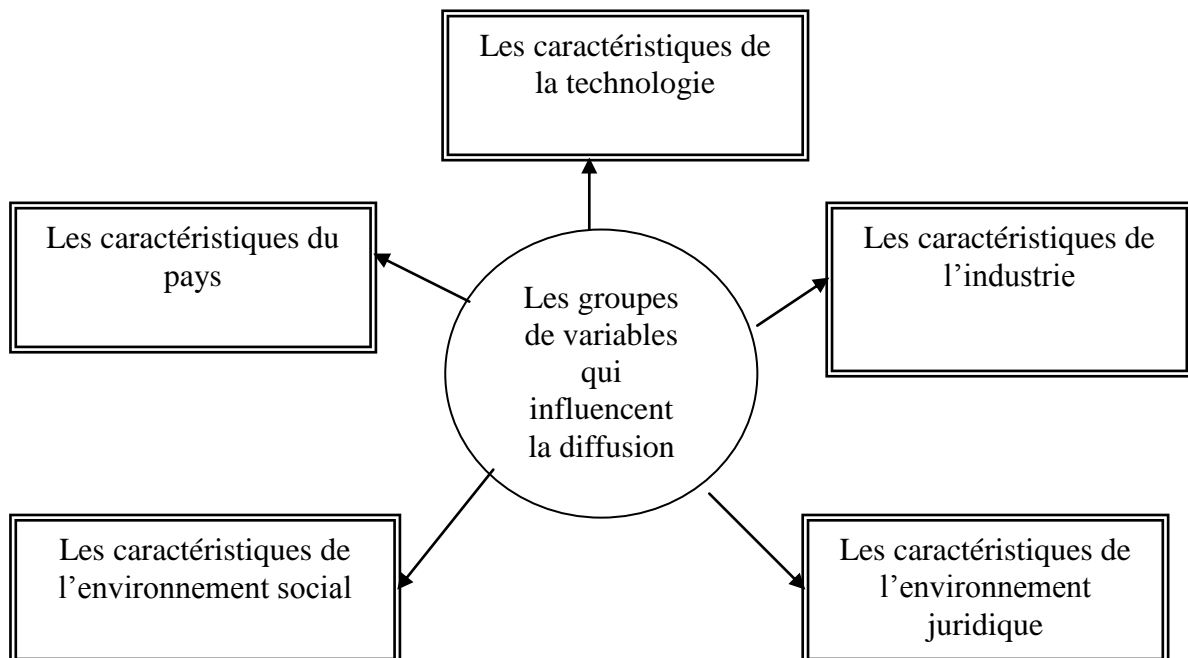 Les caractéristiques de
la technologie
Les caractéristiques du
pays
Les caractéristiques de
l’industrie
Les groupes
de variables
qui
influencent
la diffusion
Les caractéristiques de
l’environnement social
Les caractéristiques de
l’environnement
juridique